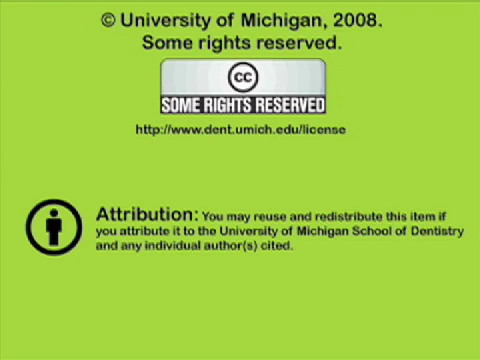 © University of Michigan, 2008.
Some rights reserved.
cc
SOME RIGHTS RESERVED
http://www.dent.umich.edu/license
Attribution: You may reuse and redistribute this item if
you attribute it to the University of Michigan School of Dentistry
and any individual author(s) cited.